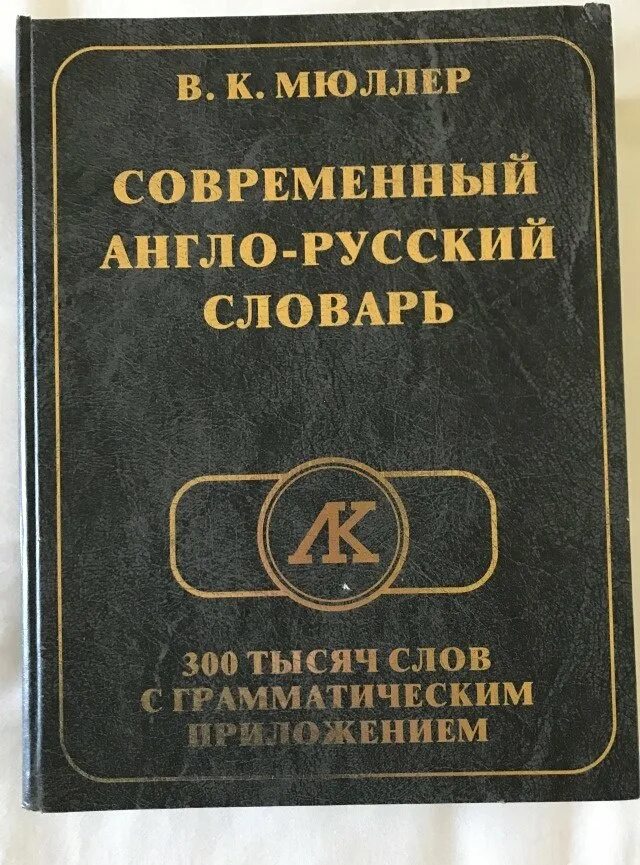 В. К. МЮЛЛЕР
СОВРЕМЕННЫЙ
АНГЛО-РУССКИЙ
СЛОВАРЬ
ЛК
300 ТЫСЯЧ СЛОВ
С ГРАММАТИЧЕСКИМ
ПРИЛОЖЕНИЕМ